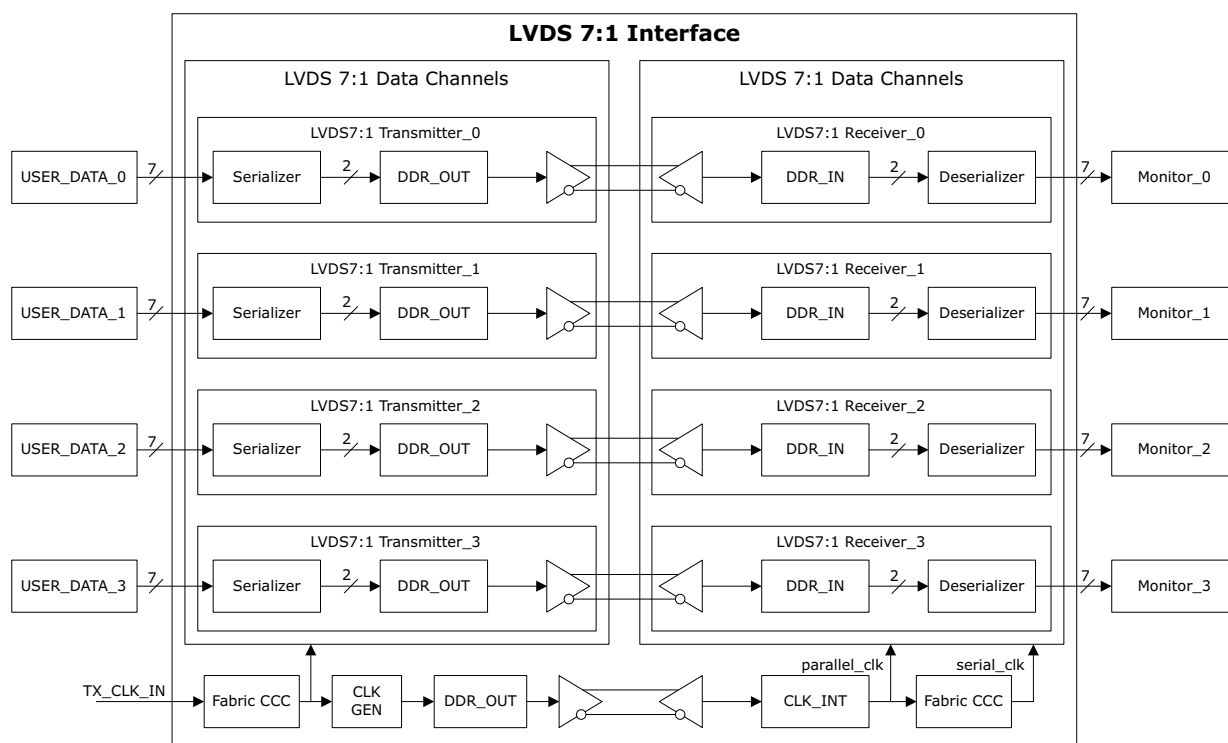 LVDS 7:1 Interface
LVDS 7:1 Data Channels
LVDS 7:1 Data Channels
LVDS7:1 Transmitter_0
LVDS7:1 Receiver_0
USER_DATA_0
7
Serializer
2
DDR_OUT
DDR_IN
2
Deserializer
7
Monitor_0
LVDS7:1 Transmitter_1
LVDS7:1 Receiver_1
USER_DATA_1
7
Serializer
2
DDR_OUT
DDR_IN
2
Deserializer
7
Monitor_1
LVDS7:1 Transmitter_2
LVDS7:1 Receiver_2
USER_DATA_2
7
Serializer
2
DDR_OUT
DDR_IN
2
Deserializer
7
Monitor_2
LVDS7:1 Transmitter_3
LVDS7:1 Receiver_3
USER_DATA_3
7
Serializer
2
DDR_OUT
DDR_IN
2
Deserializer
7
Monitor_3
parallel_clk
serial_clk
TX_CLK_IN
Fabric CCC
CLK
GEN
DDR_OUT
CLK_INT
Fabric CCC